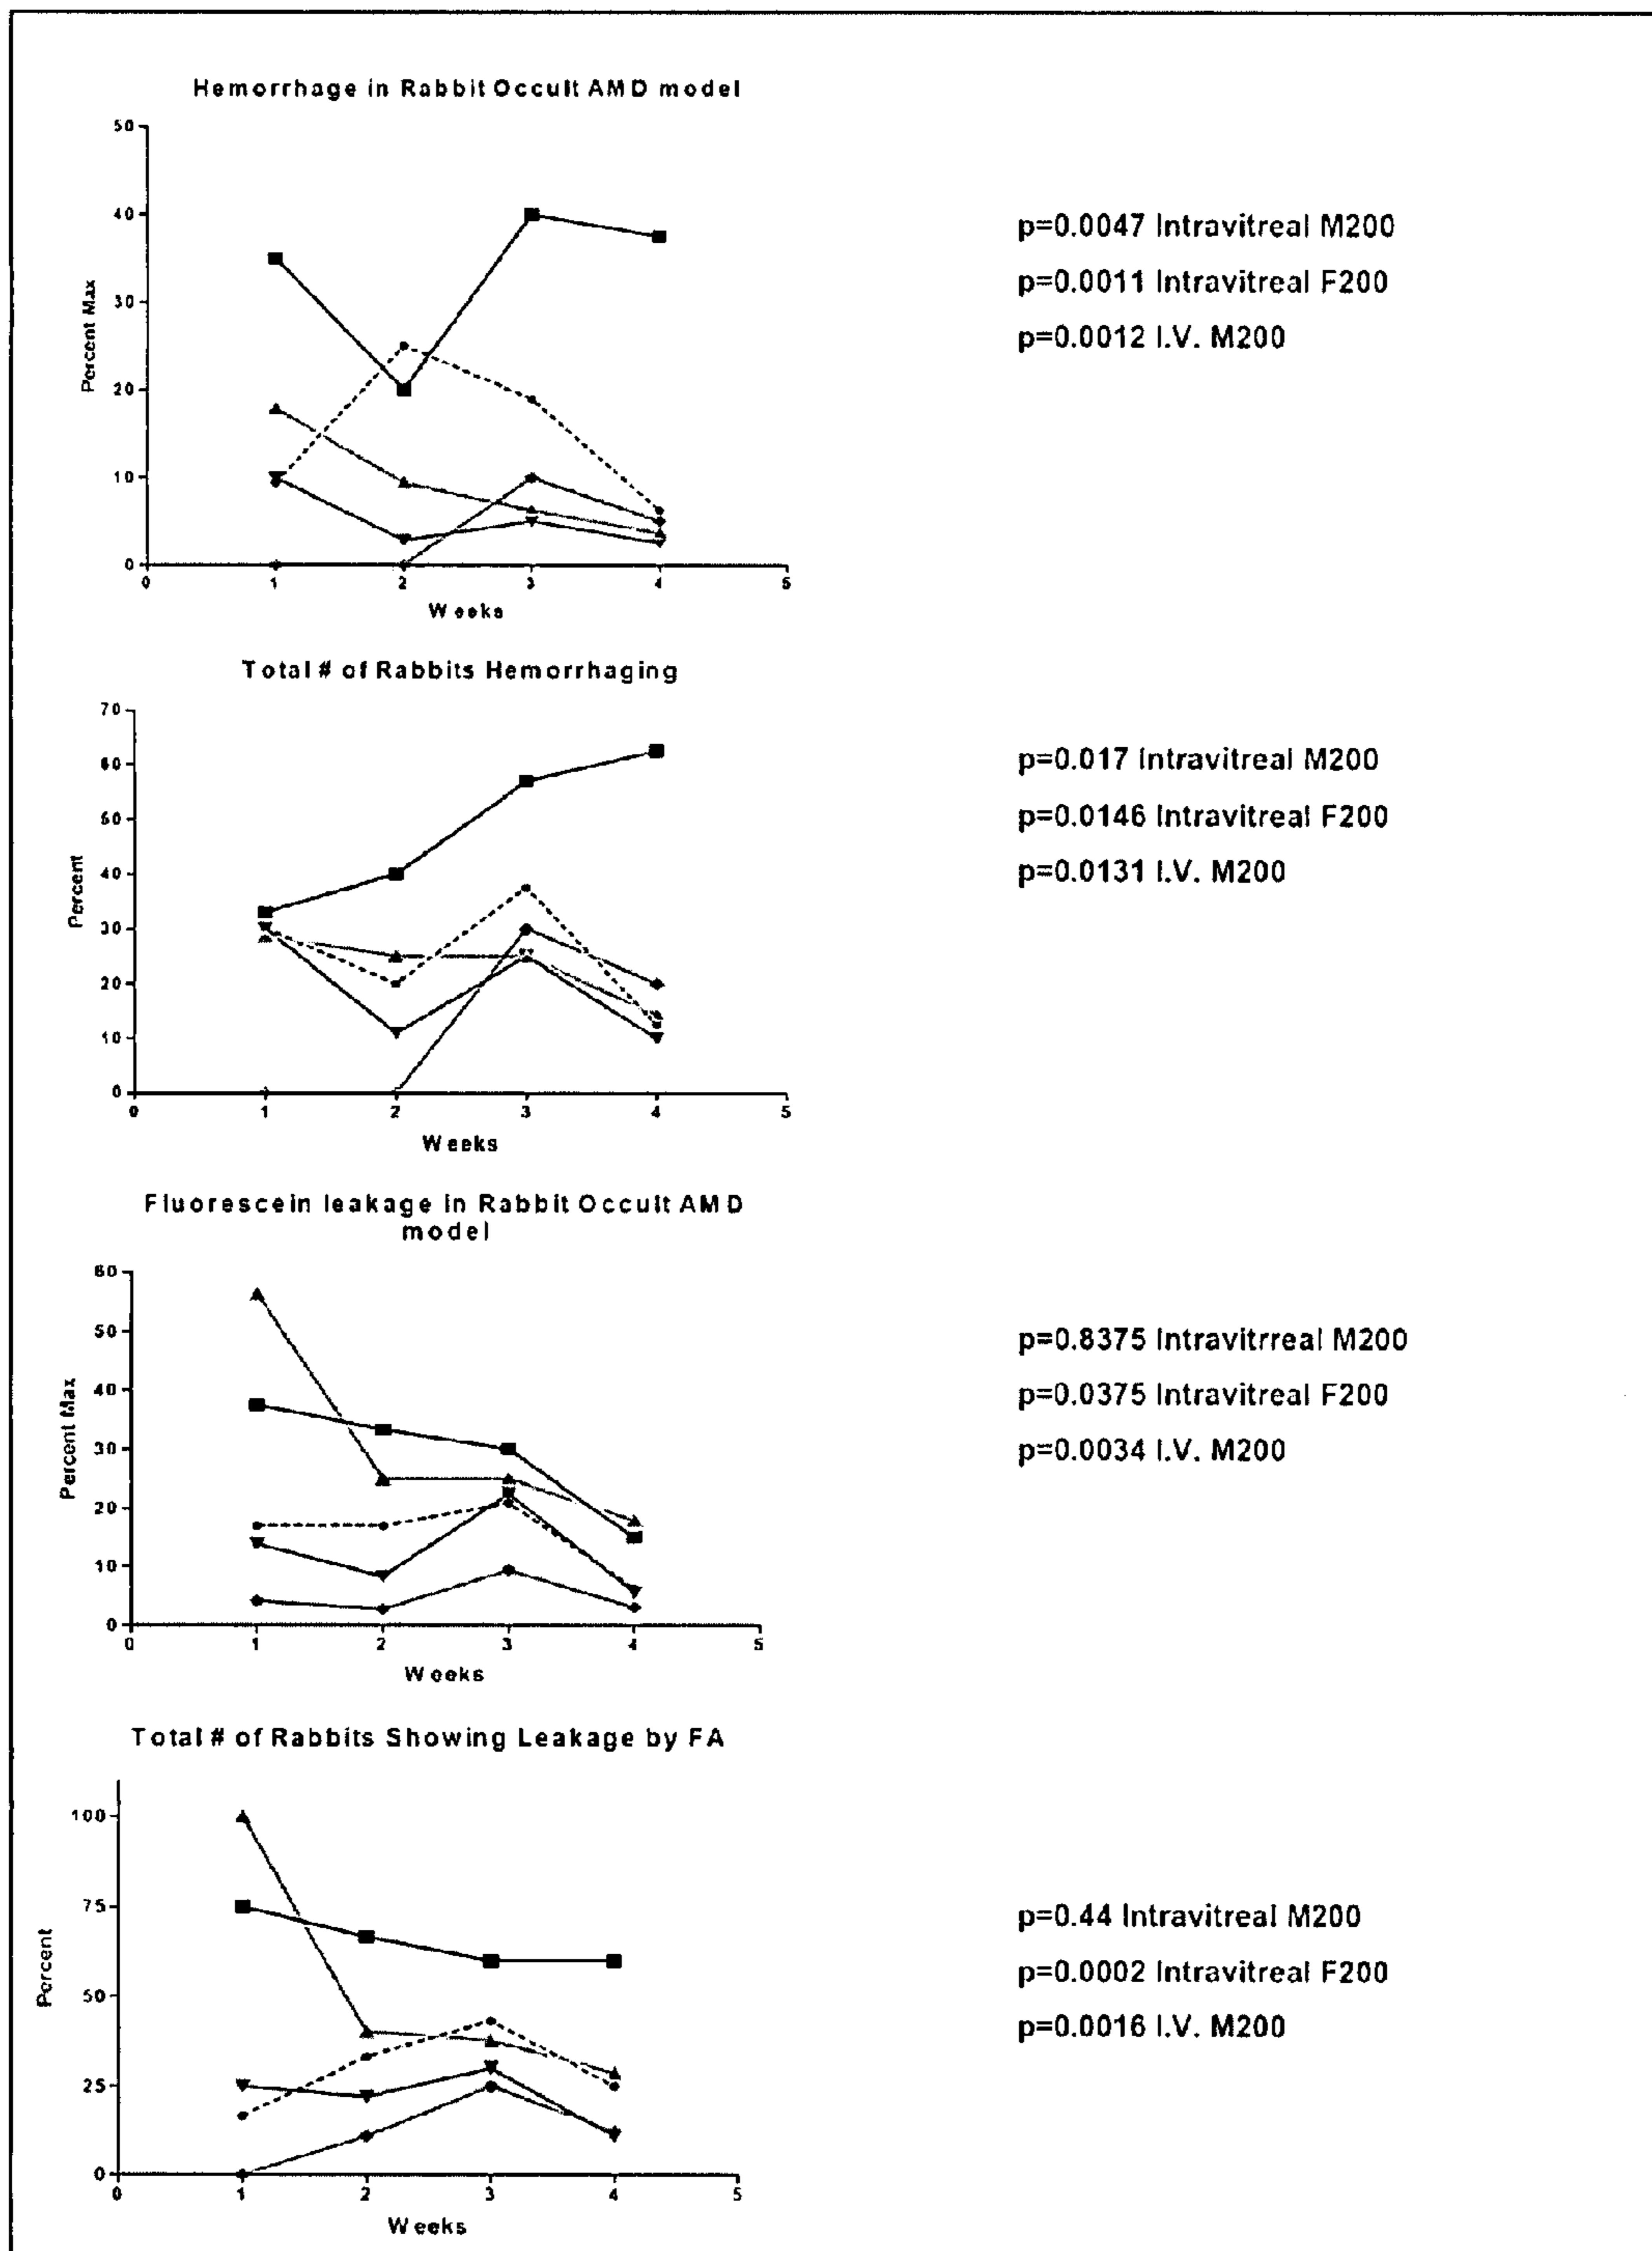 Hemorrhage in Rabbit Occult AMD model
50
40
30
20
10
0
Percent Max
0 1 2 3 4 5
Weeks
p=0.0047 Intravitreal M200
p=0.0011 Intravitreal F200
p=0.0012 I.V. M200
Total # of Rabbits Hemorrhaging
70
60
50
40
30
20
10
0
Percent
0 1 2 3 4 5
Weeks
p=0.017 Intravitreal M200
p=0.0146 Intravitreal F200
p=0.0131 I.V. M200
Fluorescein leakage in Rabbit Occult AMD
model
60
50
40
30
20
10
0
Percent Max
0 1 2 3 4 5
Weeks
p=0.8375 Intravitrreal M200
p=0.0375 Intravitreal F200
p=0.0034 I.V. M200
Total # of Rabbits Showing Leakage by FA
100
75
50
25
0
Percent
0 1 2 3 4 5
Weeks
p=0.44 Intravitreal M200
p=0.0002 Intravitreal F200
p=0.0016 I.V. M200